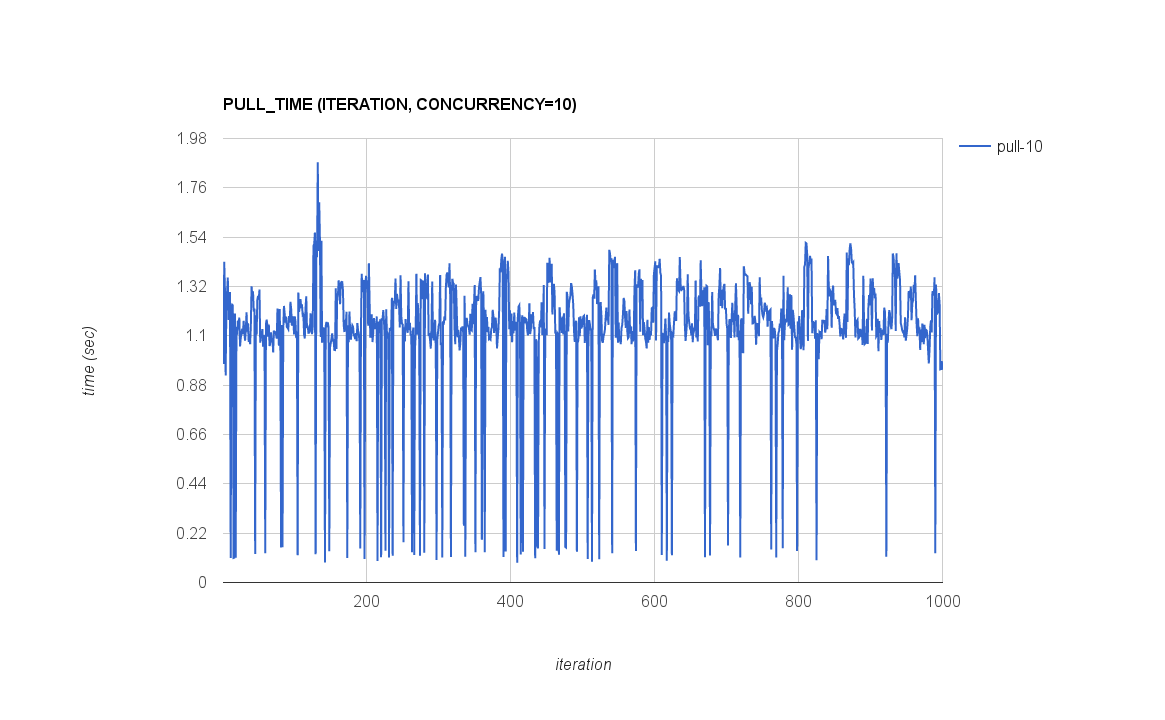 PULL_TIME (ITERATION, CONCURRENCY=10)
1.98
1.76
1.54
1.32
1.1
0.88
0.66
0.44
0.22
0
200 400 600 800 1000
time (sec)
iteration
pull-10